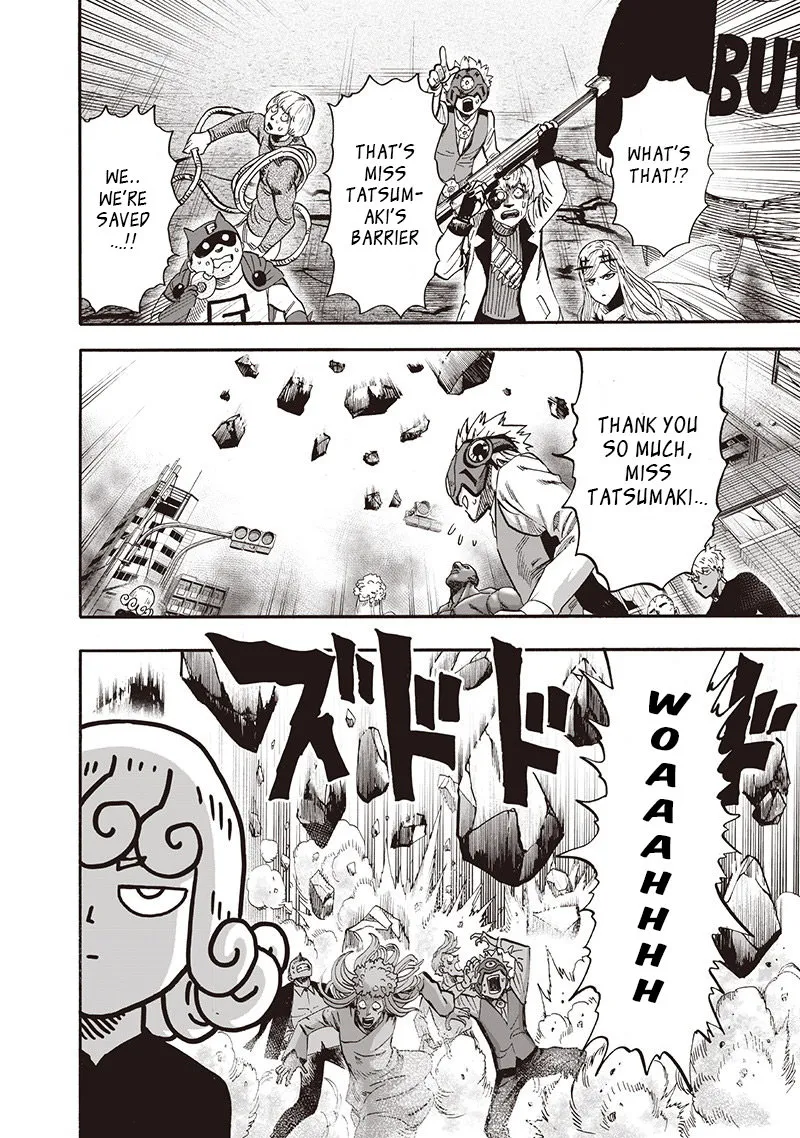 BUT
WHAT'S
THAT!?
THAT'S
MISS
TATSUM-
AKI'S
BARRIER
WE..
WE'RE
SAVED
...!!
F
THANK YOU
SO MUCH,
MISS
TATSUMAKI...
WOAAAHHHH
ズドドド